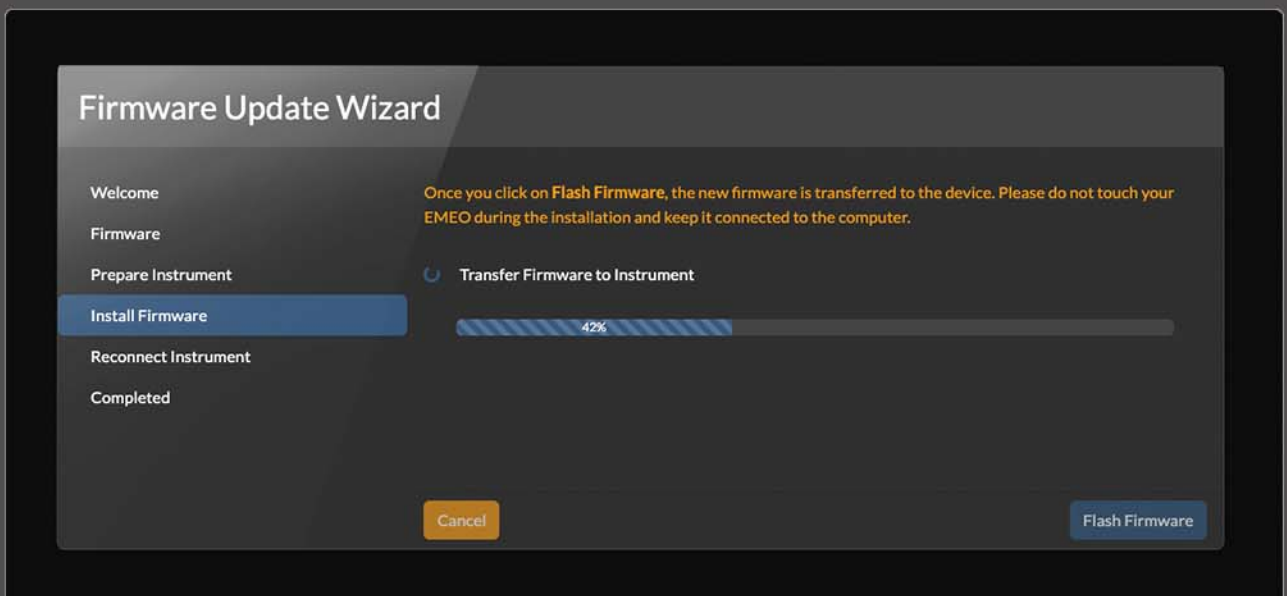 Firmware Update Wizard
Welcome
Firmware
Prepare Instrument
Install Firmware
Reconnect Instrument
Completed
Once you click on Flash Firmware, the new firmware is transferred to the device. Please do not touch your
EMEO during the installation and keep it connected to the computer.
Transfer Firmware to Instrument
42%
Cancel
Flash Firmware